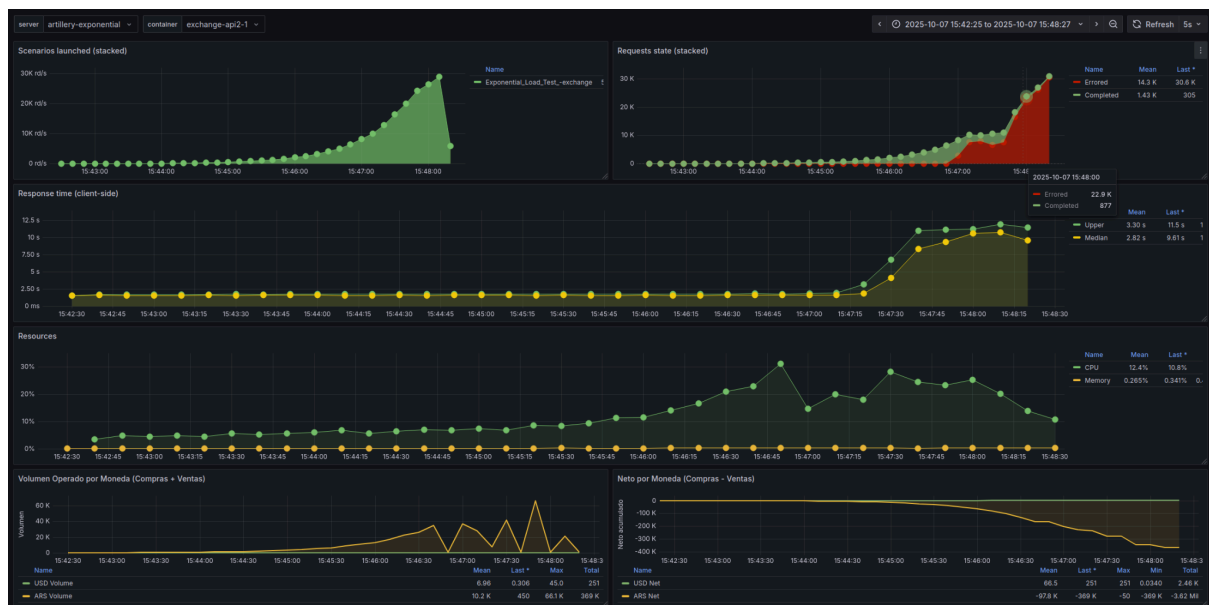 server artillery-exponential container exchange-api2-1 2025-10-07 15:42:25 to 2025-10-07 15:48:27 Refresh 5s
Scenarios launched (stacked)
30K rd/s
20K rd/s
10K rd/s
0 rd/s
15:43:00 15:44:00 15:45:00 15:46:00 15:47:00 15:48:00
Name
Exponential_Load_Test_-exchange
Requests state (stacked)
30 K
20 K
10 K
0
15:43:00 15:44:00 15:45:00 15:46:00 15:47:00 15:48
Name Mean Last *
Errored 14.3 K 30.6 K
Completed 1.43 K 305
2025-10-07 15:48:00
Errored 22.9 K
Completed 877
Response time (client-side)
12.5 s
10 s
7.50 s
5 s
2.50 s
0 ms
15:42:30 15:42:45 15:43:00 15:43:15 15:43:30 15:43:45 15:44:00 15:44:15 15:44:30 15:44:45 15:45:00 15:45:15 15:45:30 15:45:45 15:46:00 15:46:15 15:46:30 15:46:45 15:47:00 15:47:15 15:47:30 15:47:45 15:48:00 15:48:15 15:48:30
Mean Last *
Upper 3.30 s 11.5 s 1
Median 2.82 s 9.61 s 1
Resources
30%
20%
10%
0%
15:42:30 15:42:45 15:43:00 15:43:15 15:43:30 15:43:45 15:44:00 15:44:15 15:44:30 15:44:45 15:45:00 15:45:15 15:45:30 15:45:45 15:46:00 15:46:15 15:46:30 15:46:45 15:47:00 15:47:15 15:47:30 15:47:45 15:48:00 15:48:15 15:48:30
Name Mean Last *
CPU 12.4% 10.8%
Memory 0.265% 0.341% 0.
Volumen Operado por Moneda (Compras + Ventas)
Volumen
60 K
40 K
20 K
0
15:42:30 15:43:00 15:43:30 15:44:00 15:44:30 15:45:00 15:45:30 15:46:00 15:46:30 15:47:00 15:47:30 15:48:00 15:48:3
Name Mean Last * Max Total
USD Volume 6.96 0.306 45.0 251
ARS Volume 10.2 K 450 66.1 K 369 K
Neto por Moneda (Compras - Ventas)
Neto acumulado
0
-100 K
-200 K
-300 K
-400 K
15:42:30 15:43:00 15:43:30 15:44:00 15:44:30 15:45:00 15:45:30 15:46:00 15:46:30 15:47:00 15:47:30 15:48:00 15:48:3
Name Mean Last * Max Min Total
USD Net 66.5 251 251 0.0340 2.46 K
ARS Net -97.8 K -369 K -50 -369 K -3.62 Mil